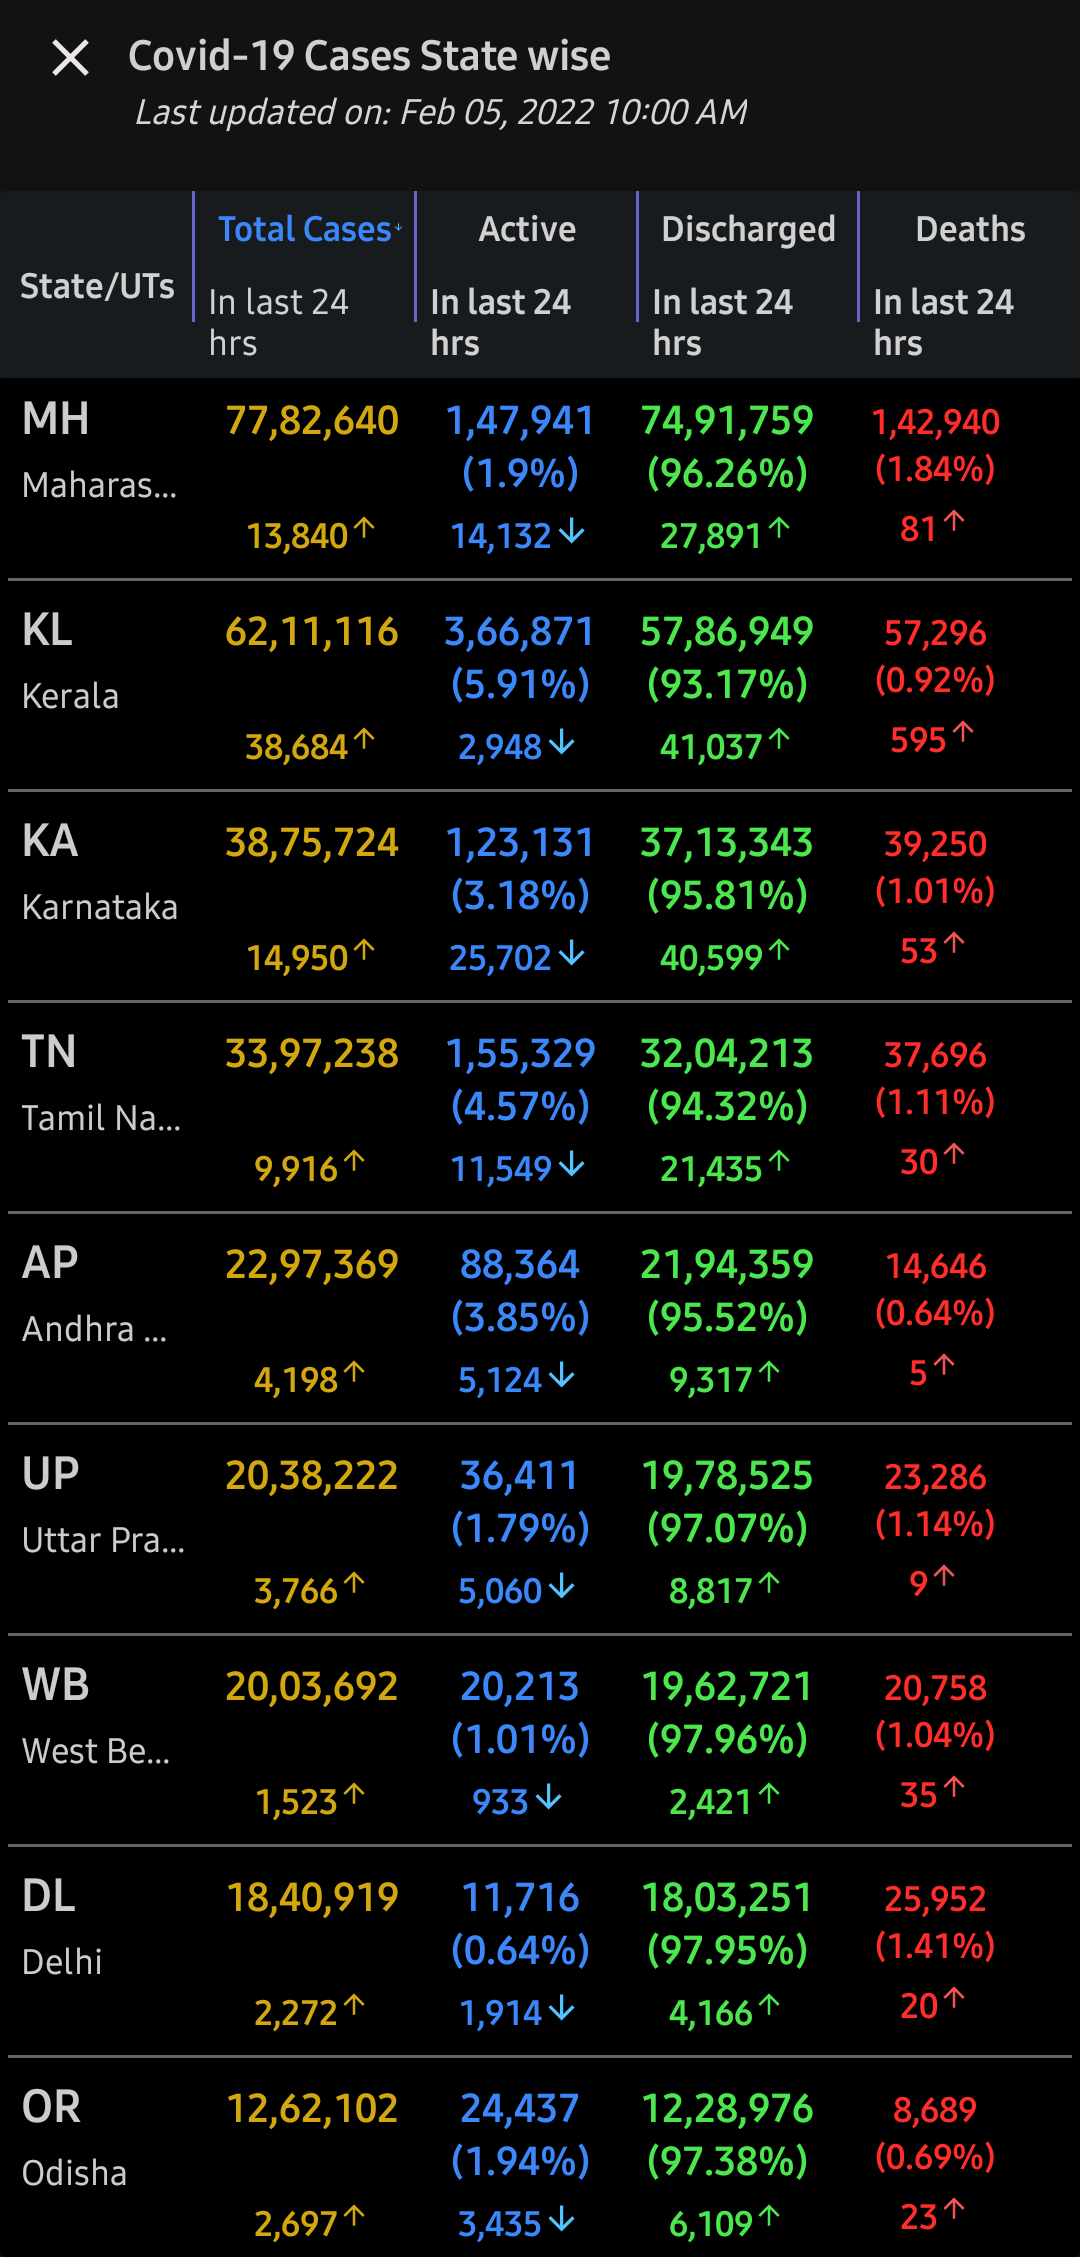 Covid-19 Cases State wise
Last updated on: Feb 05, 2022 10:00 AM
State/UTs
Total Cases↓ Active Discharged Deaths
In last 24 hrs In last 24 hrs In last 24 hrs In last 24 hrs
MH 77,82,640 1,47,941 74,91,759 1,42,940
Maharas... (1.9%) (96.26%) (1.84%)
13,840↑ 14,132↓ 27,891↑ 81↑
KL 62,11,116 3,66,871 57,86,949 57,296
Kerala (5.91%) (93.17%) (0.92%)
38,684↑ 2,948↓ 41,037↑ 595↑
KA 38,75,724 1,23,131 37,13,343 39,250
Karnataka (3.18%) (95.81%) (1.01%)
14,950↑ 25,702↓ 40,599↑ 53↑
TN 33,97,238 1,55,329 32,04,213 37,696
Tamil Na... (4.57%) (94.32%) (1.11%)
9,916↑ 11,549↓ 21,435↑ 30↑
AP 22,97,369 88,364 21,94,359 14,646
Andhra ... (3.85%) (95.52%) (0.64%)
4,198↑ 5,124↓ 9,317↑ 5↑
UP 20,38,222 36,411 19,78,525 23,286
Uttar Pra... (1.79%) (97.07%) (1.14%)
3,766↑ 5,060↓ 8,817↑ 9↑
WB 20,03,692 20,213 19,62,721 20,758
West Be... (1.01%) (97.96%) (1.04%)
1,523↑ 933↓ 2,421↑ 35↑
DL 18,40,919 11,716 18,03,251 25,952
Delhi (0.64%) (97.95%) (1.41%)
2,272↑ 1,914↓ 4,166↑ 20↑
OR 12,62,102 24,437 12,28,976 8,689
Odisha (1.94%) (97.38%) (0.69%)
2,697↑ 3,435↓ 6,109↑ 23↑